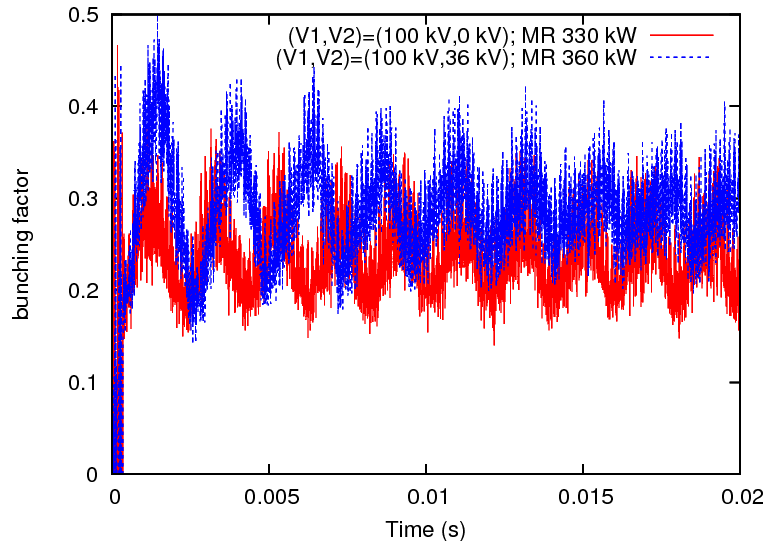 (V1,V2)=(100 kV,0 kV); MR 330 kW
(V1,V2)=(100 kV,36 kV); MR 360 kW
0.5
0.4
0.3
0.2
0.1
0
bunching factor
0 0.005 0.01 0.015 0.02
Time (s)